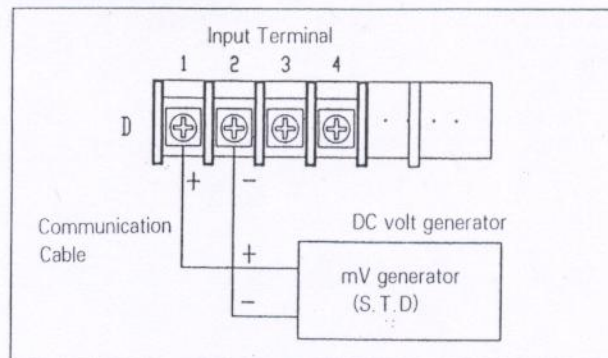 Input Terminal
1 2 3 4
D
+ -
Communication
Cable
DC volt generator
+
mV generator
(S.T.D)
-